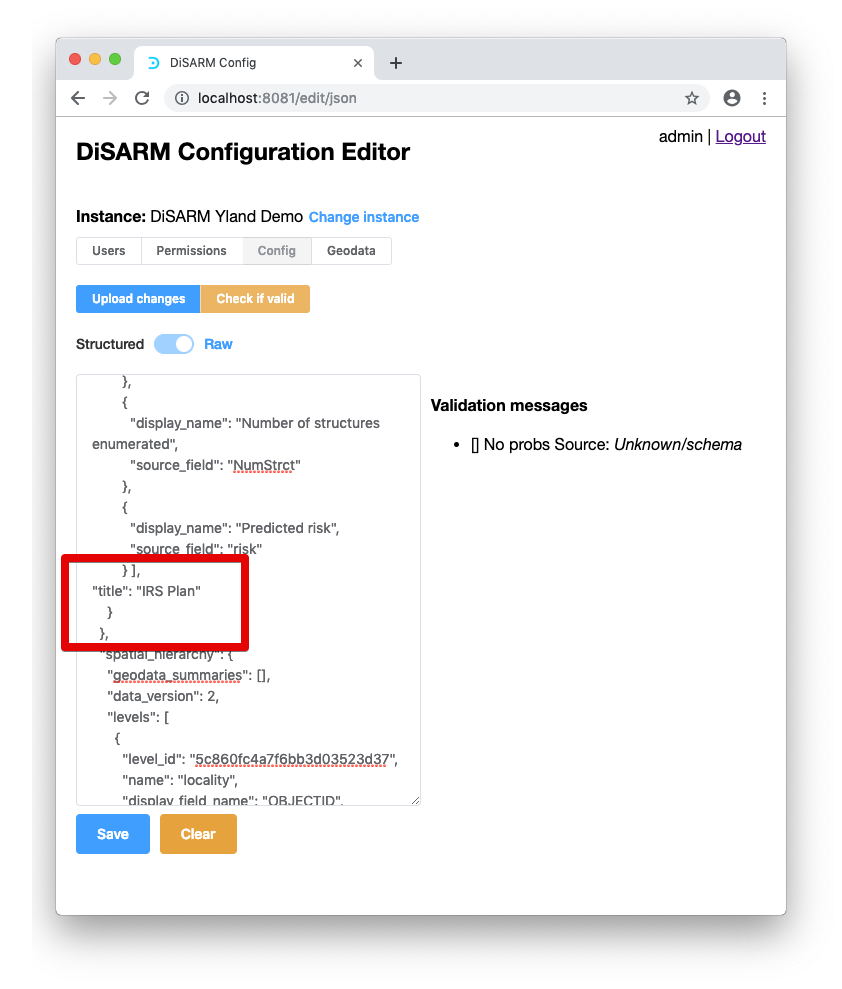 DiSARM Config
localhost:8081/edit/json
admin | Logout
DiSARM Configuration Editor
Instance: DiSARM Yland Demo Change instance
Users Permissions Config Geodata
Upload changes Check if valid
Structured Raw
},
{
"display_name": "Number of structures
enumerated",
"source_field": "NumStrct"
},
{
"display_name": "Predicted risk",
"source_field": "risk"
} ],
"title": "IRS Plan"
}
},
"spatial_hierarchy": {
"geodata_summaries": [],
"data_version": 2,
"levels": [
{
"level_id": "5c860fc4a7f6bb3d03523d37",
"name": "locality",
"display_field_name": "OBJECTID",
Validation messages
• [] No probs Source: Unknown/schema
Save Clear